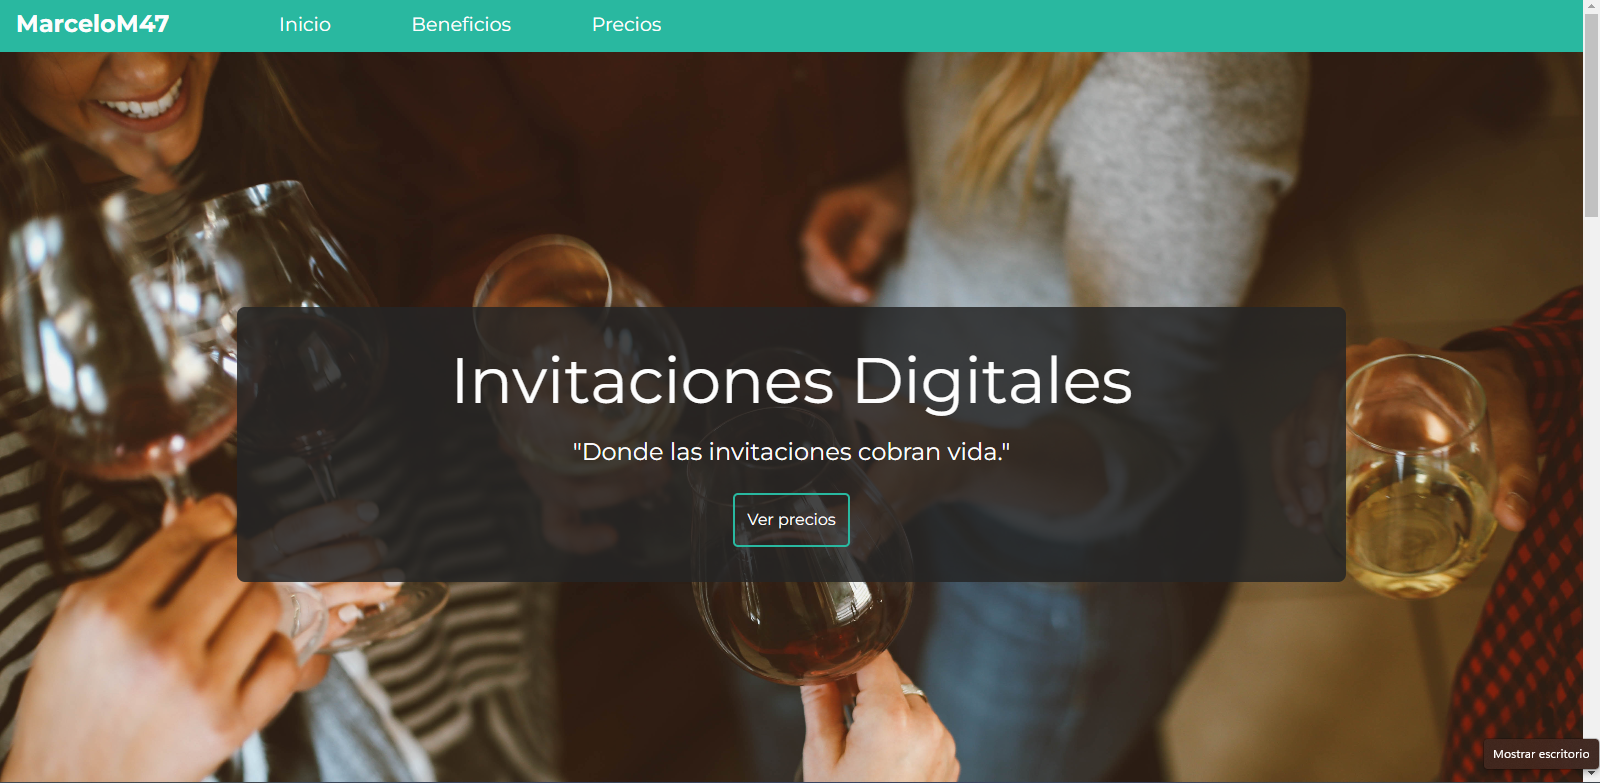 MarceloM47 Inicio Beneficios Precios
Invitaciones Digitales
"Donde las invitaciones cobran vida."
Ver precios
Mostrar escritorio